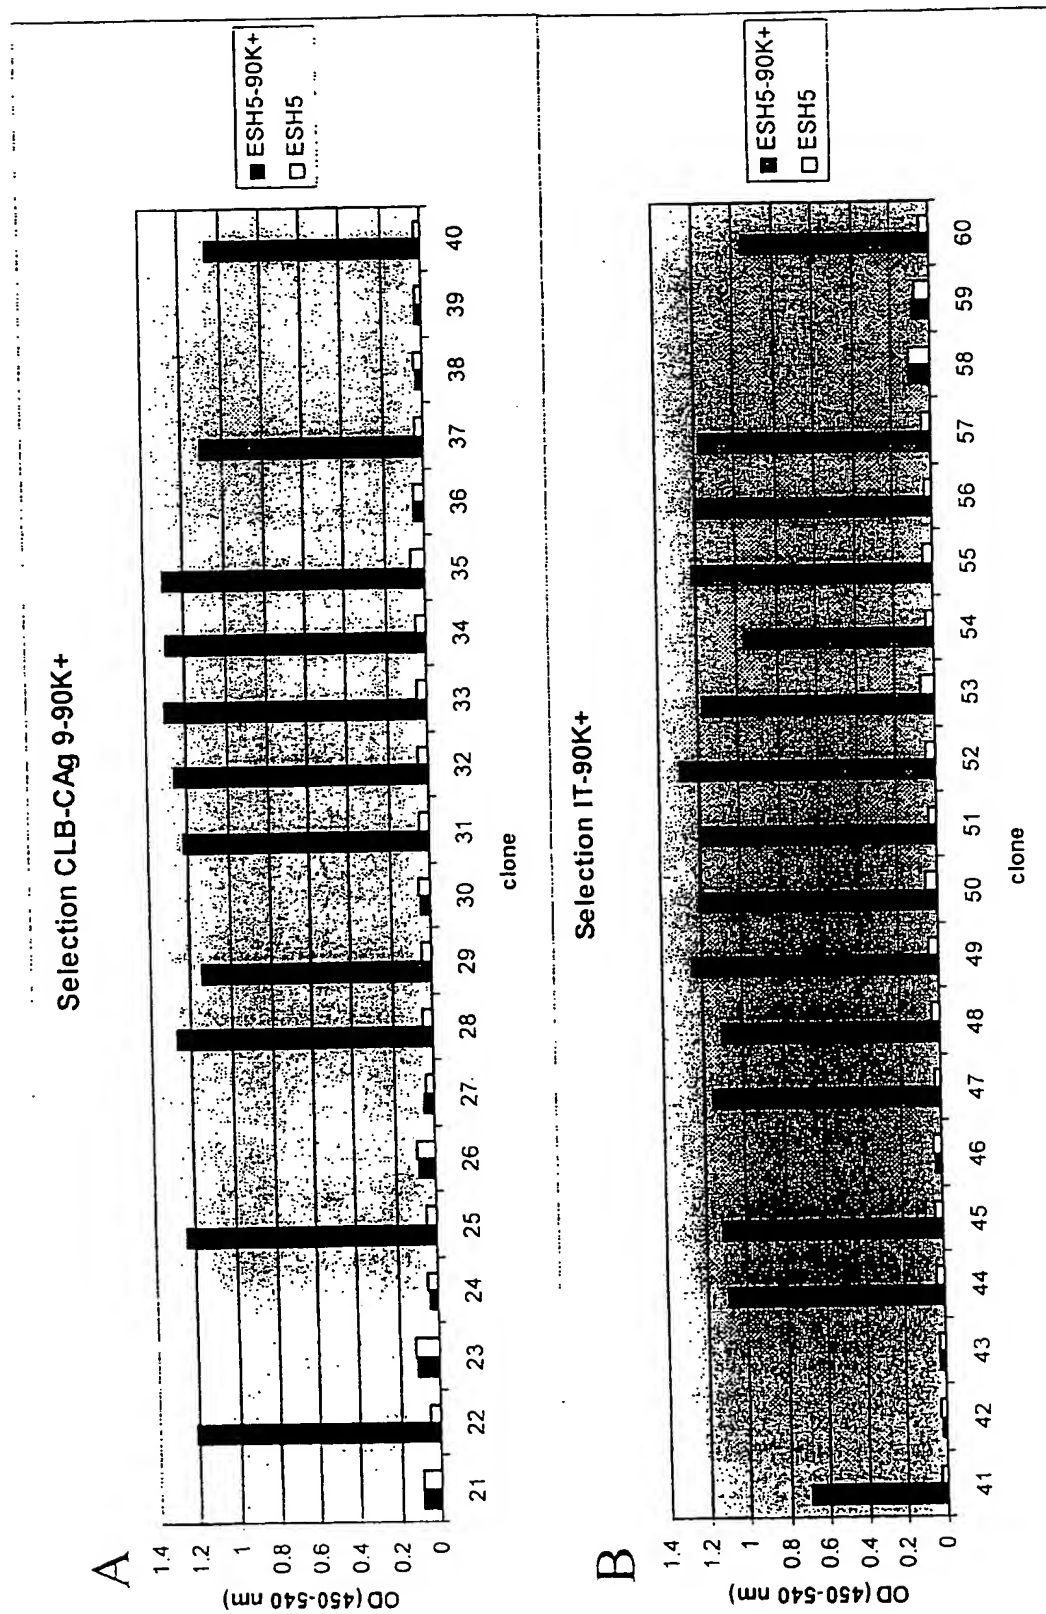 A
Selection CLB-CAg 9-90K+
OD (450-540 nm)
1.4
1.2
1
0.8
0.6
0.4
0.2
0
21 22 23 24 25 26 27 28 29 30 31 32 33 34 35 36 37 38 39 40
clone
ESH5-90K+
ESH5
B
Selection IT-90K+
OD (450-540 nm)
1.4
1.2
1
0.8
0.6
0.4
0.2
0
41 42 43 44 45 46 47 48 49 50 51 52 53 54 55 56 57 58 59 60
clone
ESH5-90K+
ESH5